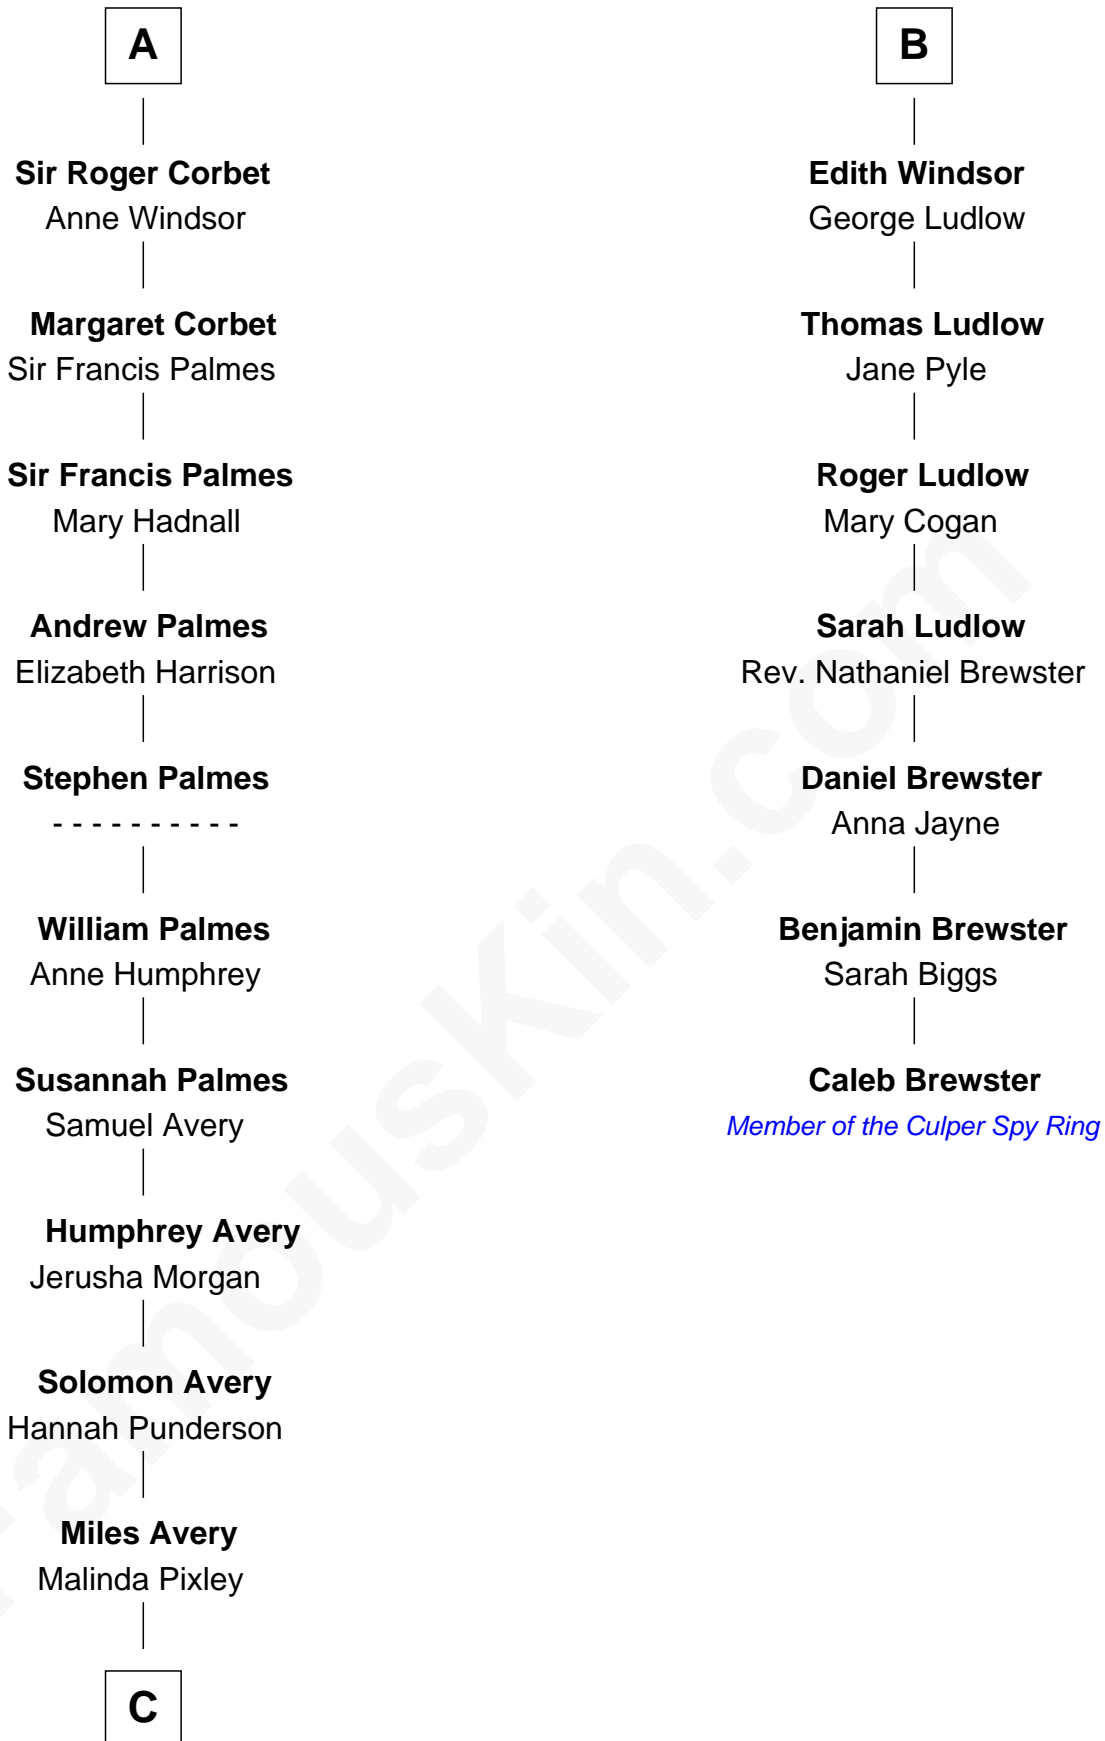 A
Sir Roger Corbet
Anne Windsor
Margaret Corbet
Sir Francis Palmes
Sir Francis Palmes
Mary Hadnall
Andrew Palmes
Elizabeth Harrison
Stephen Palmes
- - - - - - - - - -
William Palmes
Anne Humphrey
Susannah Palmes
Samuel Avery
Humphrey Avery
Jerusha Morgan
Solomon Avery
Hannah Punderson
Miles Avery
Malinda Pixley
C
B
Edith Windsor
George Ludlow
Thomas Ludlow
Jane Pyle
Roger Ludlow
Mary Cogan
Sarah Ludlow
Rev. Nathaniel Brewster
Daniel Brewster
Anna Jayne
Benjamin Brewster
Sarah Biggs
Caleb Brewster
Member of the Culper Spy Ring
FamousKin.com